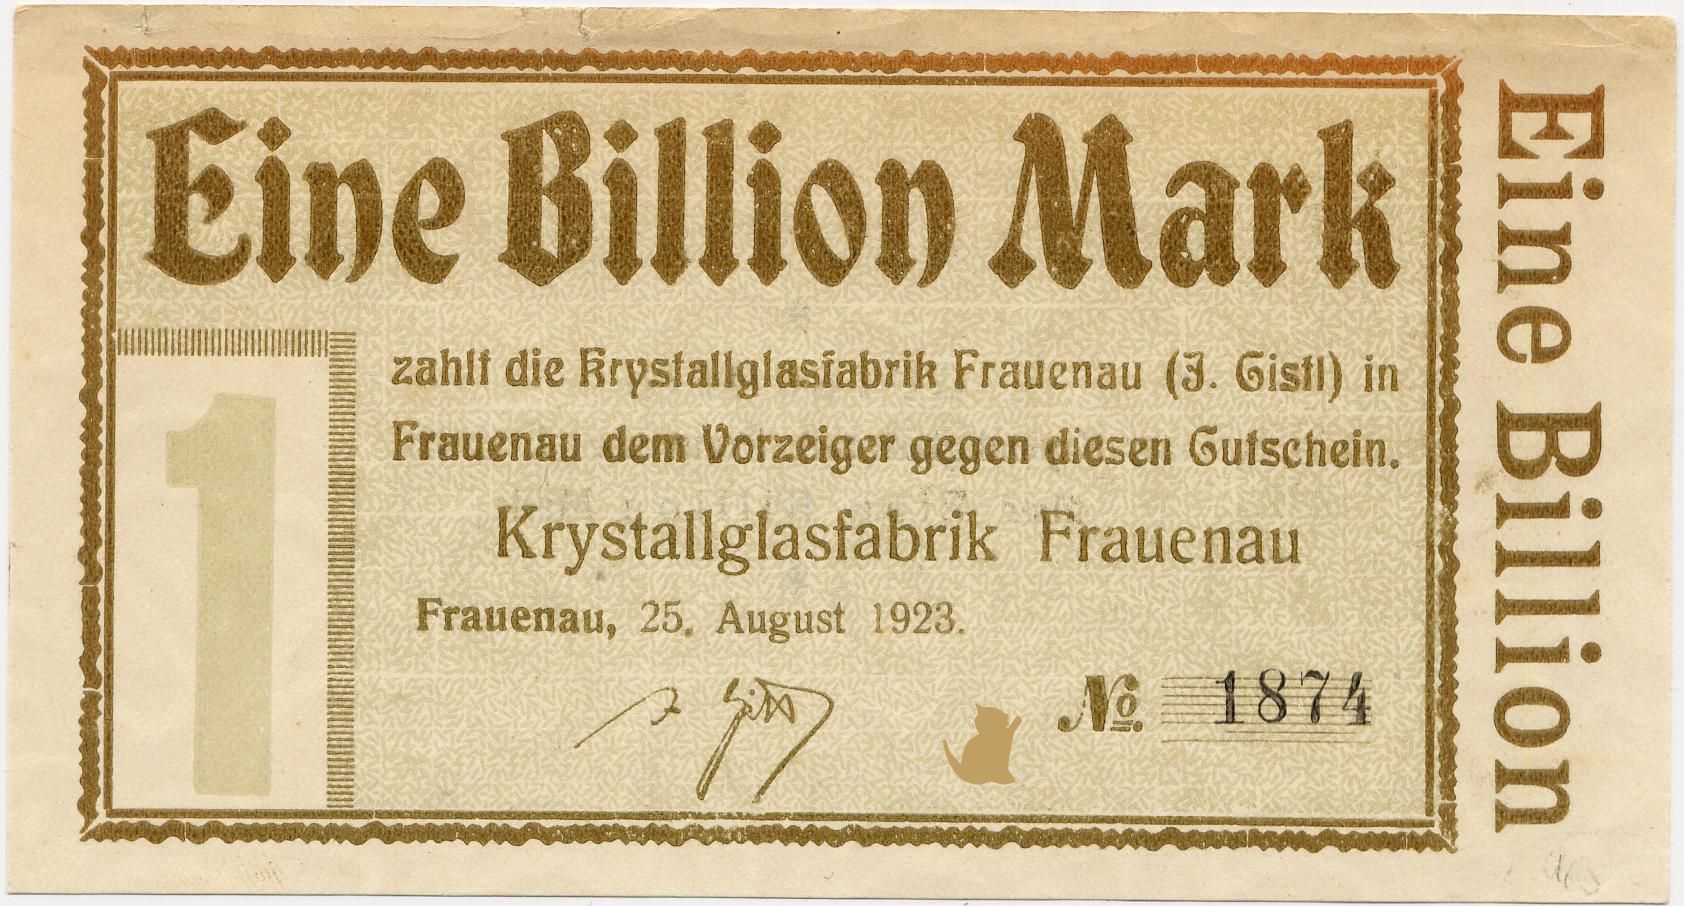 Eine Billion Mark
1
zahlt die Krystallglasfabrik Frauenau (J. Gistl) in
Frauenau dem Vorzeiger gegen diesen Gutschein.
Krystallglasfabrik Frauenau
Frauenau, 25. August 1923.
No. 1874
Eine Billion